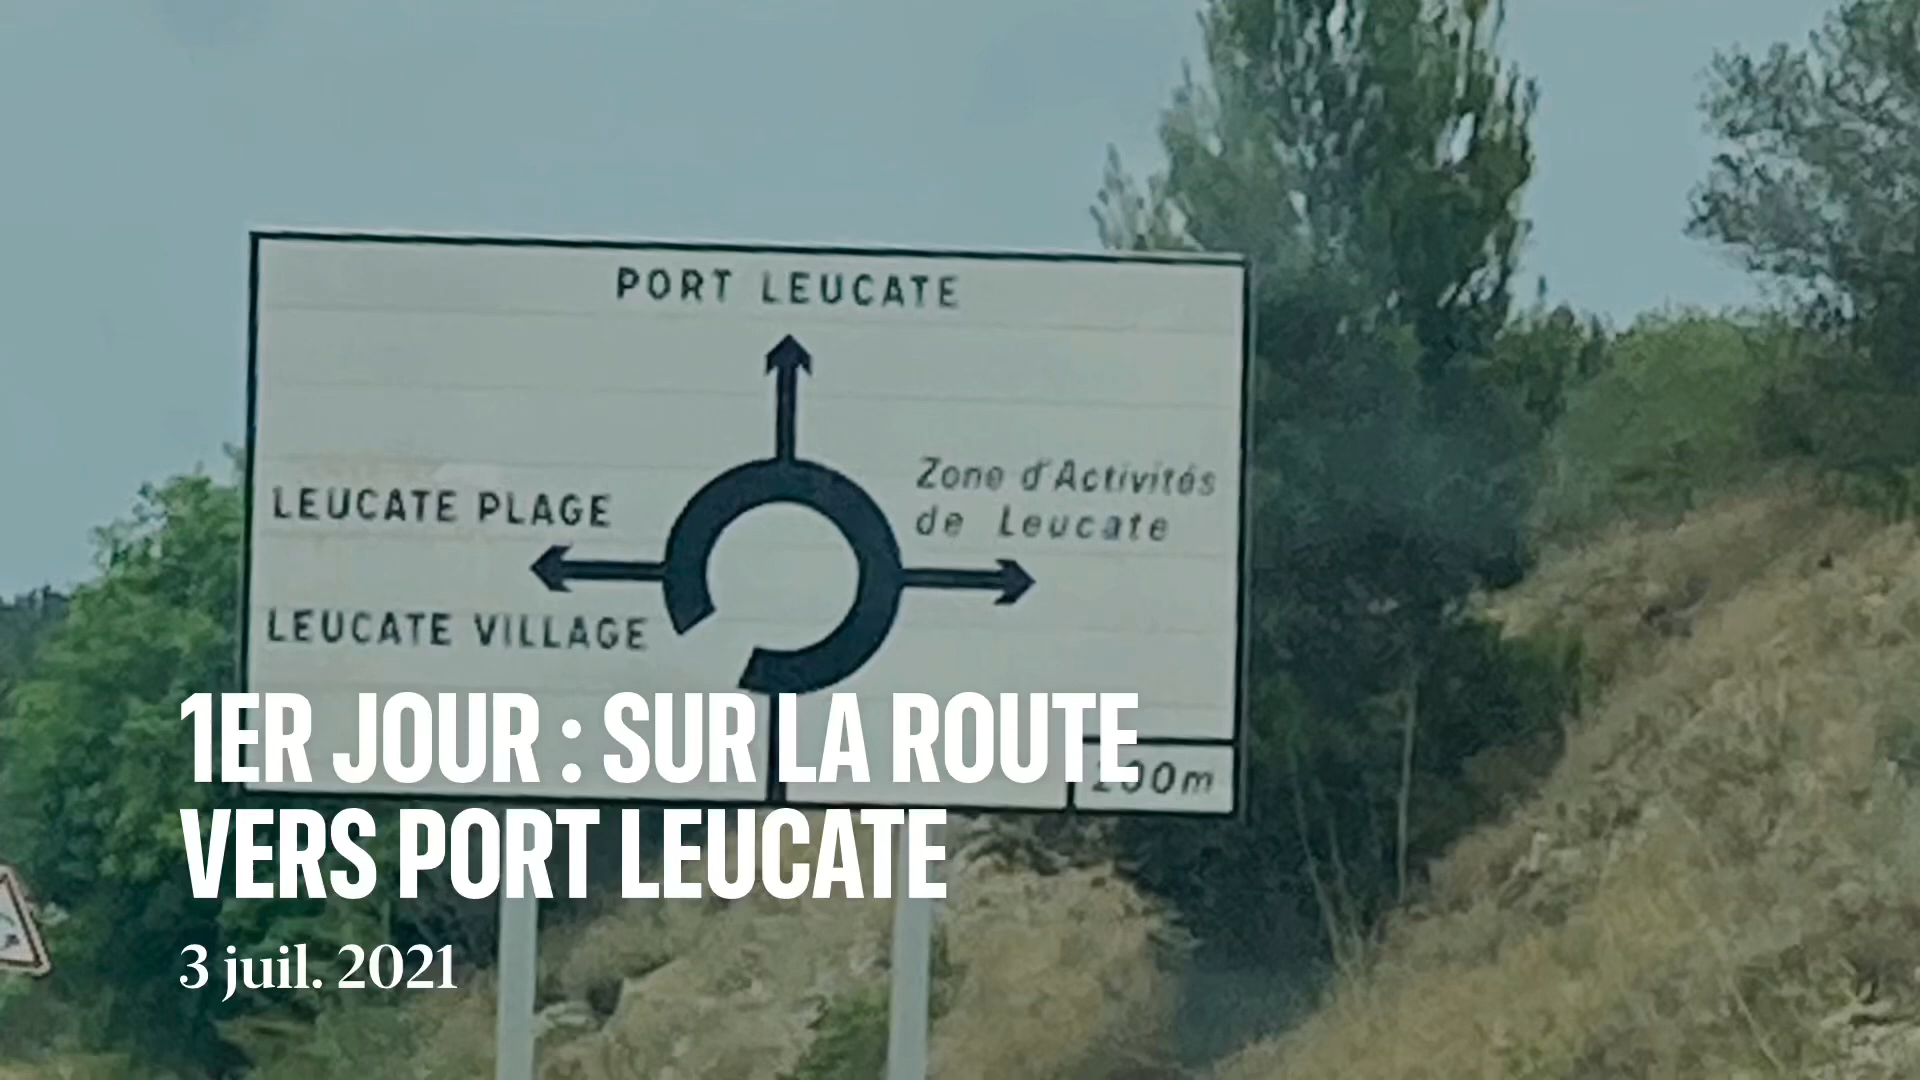 PORT LEUCATE
Zone d'Activités
de Leucate
LEUCATE PLAGE
LEUCATE VILLAGE
1ER JOUR : SUR LA ROUTE
VERS PORT LEUCATE
3 juil. 2021